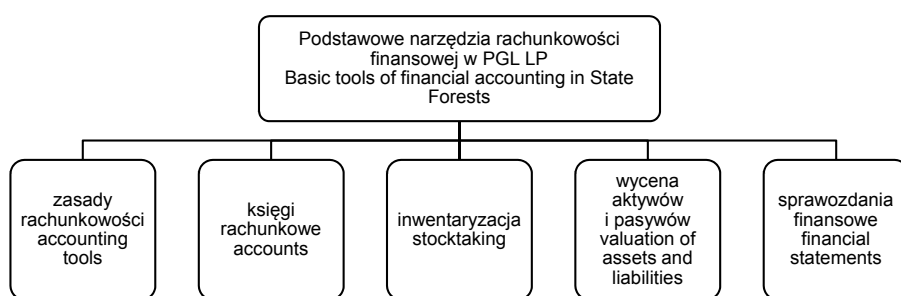 Podstawowe narzędzia rachunkowości
finansowej w PGL LP
Basic tools of financial accounting in State
Forests
zasady
rachunkowości
accounting
tools
księgi
rachunkowe
accounts
inwentaryzacja
stocktaking
wycena
aktywów
i pasywów
valuation of
assets and
liabilities
sprawozdania
finansowe
financial
statements